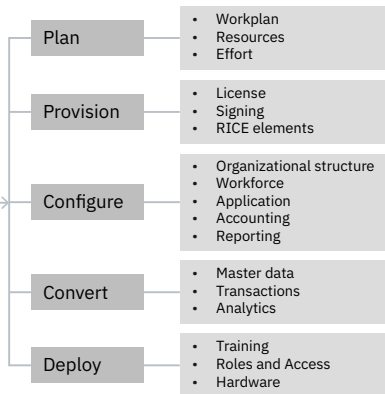 Plan
• Workplan
• Resources
• Effort
Provision
• License
• Signing
• RICE elements
Configure
• Organizational structure
• Workforce
• Application
• Accounting
• Reporting
Convert
• Master data
• Transactions
• Analytics
Deploy
• Training
• Roles and Access
• Hardware